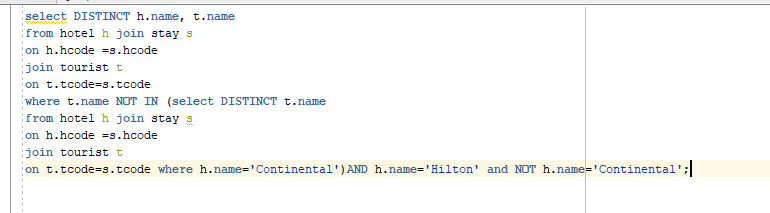 select DISTINCT h.name, t.name
from hotel h join stay s
on h.hcode =s.hcode
join tourist t
on t.tcode=s.tcode
where t.name NOT IN (select DISTINCT t.name
from hotel h join stay s
on h.hcode =s.hcode
join tourist t
on t.tcode=s.tcode where h.name='Continental')AND h.name='Hilton' and NOT h.name='Continental';